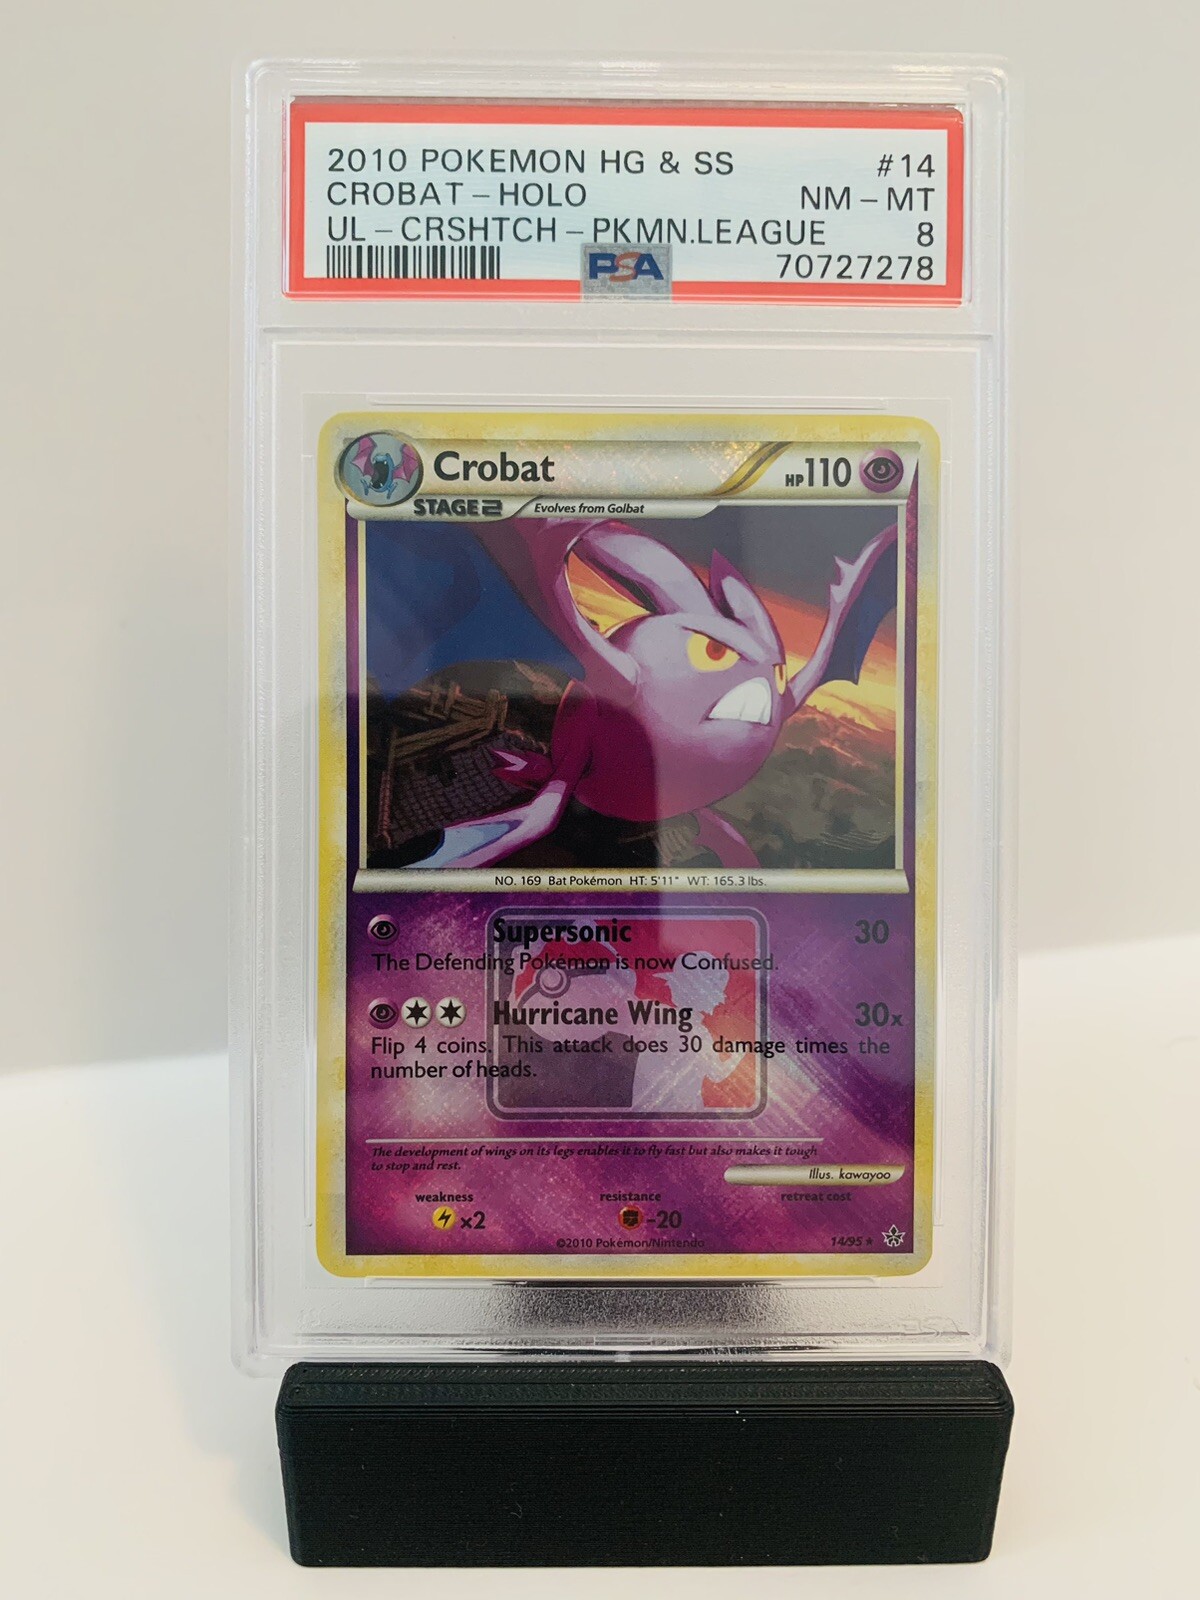 2010 POKEMON HG & SS #14
CROBAT - HOLO NM - MT
UL - CRSHTCH - PKMN.LEAGUE 8
PSA 70727278
Crobat HP110
STAGE 2 Evolves from Golbat
NO. 169 Bat Pokémon HT: 5'11" WT: 165.3 lbs.
Supersonic 30
The Defending Pokémon is now Confused.
Hurricane Wing 30x
Flip 4 coins. This attack does 30 damage times the
number of heads.
The development of wings on its legs enables it to fly fast but also makes it tough
to stop and rest.
Illus. kawayoo
weakness resistance retreat cost
x2 -20
©2010 Pokémon/Nintendo 14/95 ★
PSA